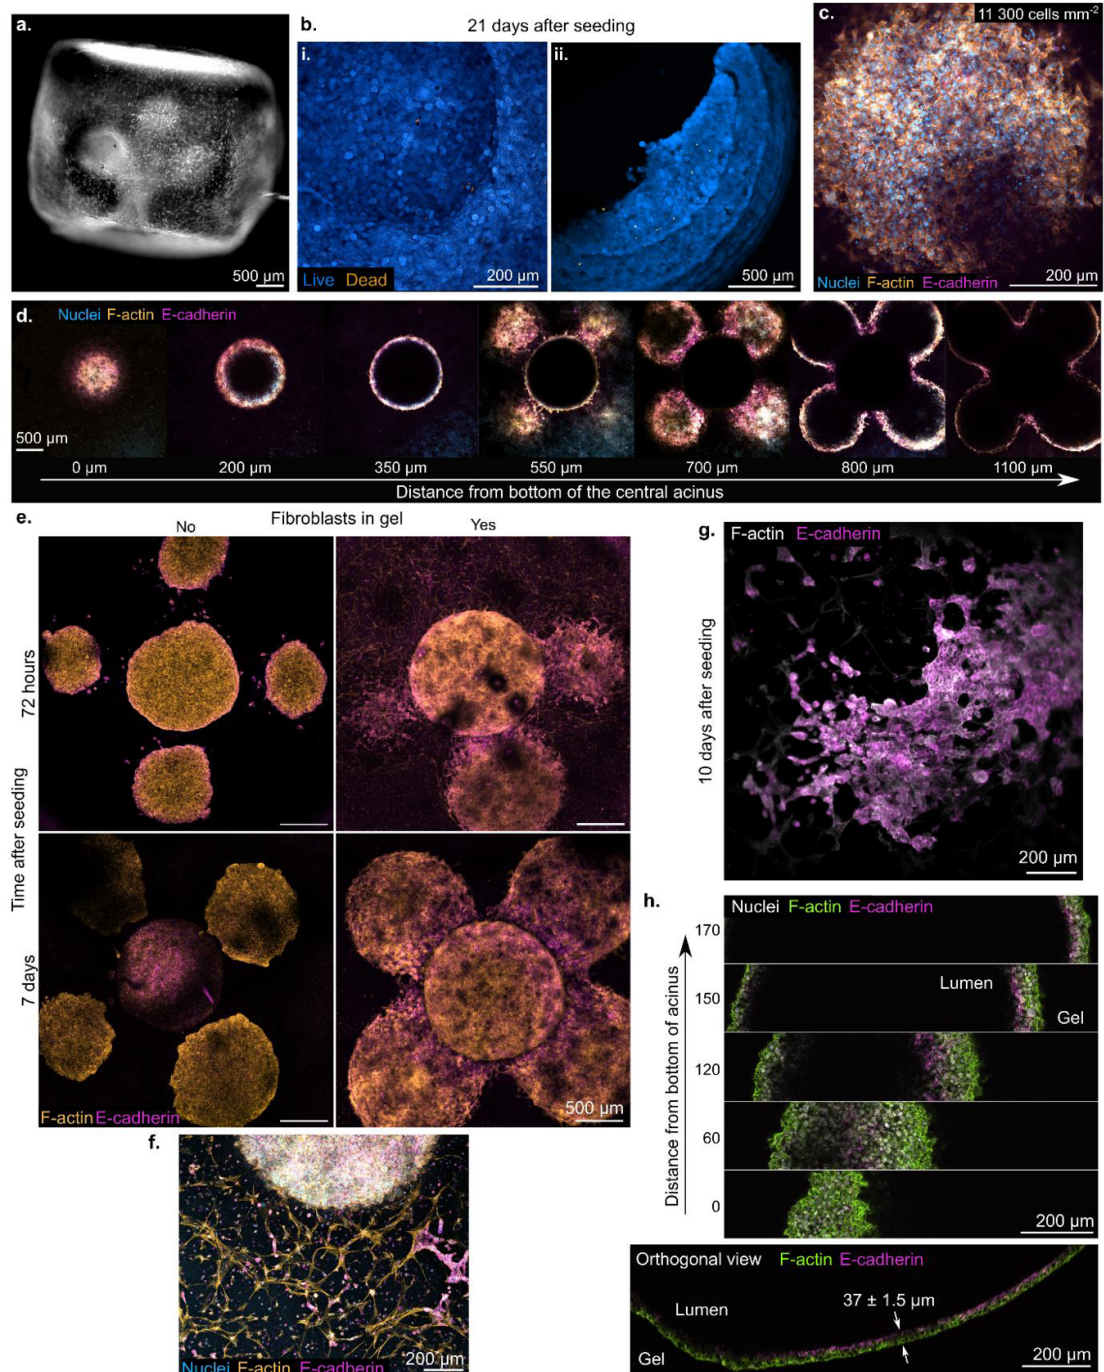 a.
500 µm
b.
21 days after seeding
i.
Live Dead
200 µm
ii.
500 µm
c.
11 300 cells mm-2
Nuclei F-actin E-cadherin
200 µm
d.
Nuclei F-actin E-cadherin
500 µm
0 µm 200 µm 350 µm 550 µm 700 µm 800 µm 1100 µm
Distance from bottom of the central acinus
e.
Fibroblasts in gel
No Yes
Time after seeding
72 hours
7 days
F-actin E-cadherin
500 µm
f.
Nuclei F-actin E-cadherin
200 µm
g.
F-actin E-cadherin
10 days after seeding
200 µm
h.
Nuclei F-actin E-cadherin
Distance from bottom of acinus
170
150
Lumen
Gel
120
60
0
200 µm
Orthogonal view F-actin E-cadherin
37 ± 1.5 µm
Lumen
Gel
200 µm